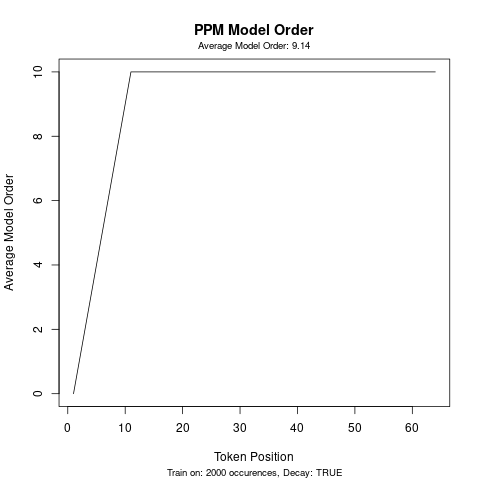 PPM Model Order
Average Model Order: 9.14
Average Model Order
10
8
6
4
2
0
0 10 20 30 40 50 60
Token Position
Train on: 2000 occurences, Decay: TRUE